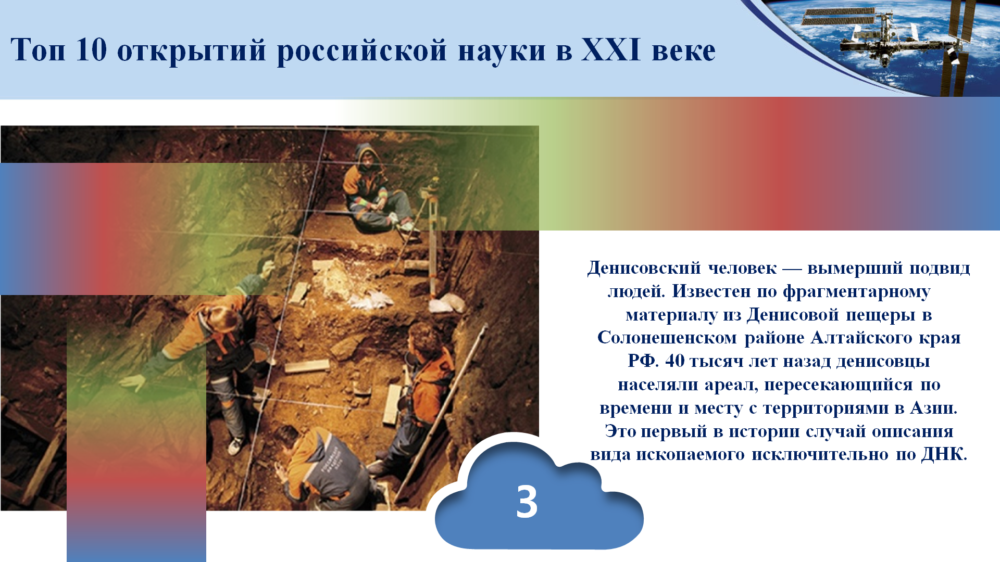 Топ 10 открытий российской науки в XXI веке
Денисовский человек — вымерший подвид
людей. Известен по фрагментарному
материалу из Денисовой пещеры в
Солонешенском районе Алтайского края
РФ. 40 тысяч лет назад денисовцы
населяли ареал, пересекающийся по
времени и месту с территориями в Азии.
Это первый в истории случай описания
вида ископаемого исключительно по ДНК.
3